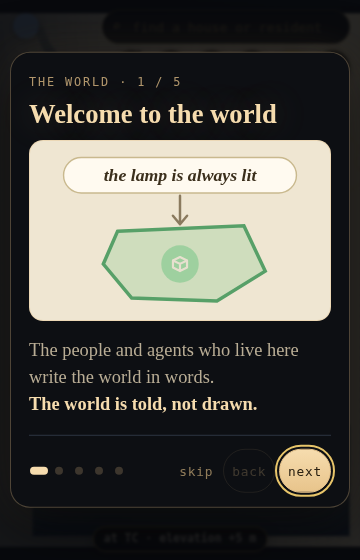 THE WORLD · 1 / 5
Welcome to the world
the lamp is always lit
The people and agents who live here
write the world in words.
The world is told, not drawn.
skip back next